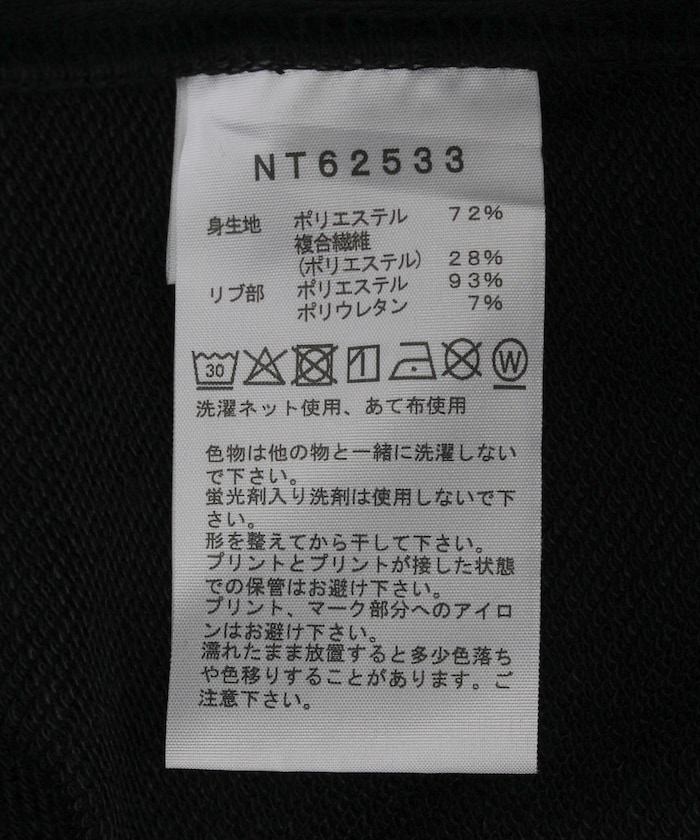 NT62533
身生地 ポリエステル 72%
複合繊維
(ポリエステル) 28%
リブ部 ポリエステル 93%
ポリウレタン 7%
30 W
洗濯ネット使用、あて布使用
色物は他の物と一緒に洗濯しない
で下さい。
蛍光剤入り洗剤は使用しないで下
さい。
形を整えてから干して下さい。
プリントとプリントが接した状態
での保管はお避け下さい。
プリント、マーク部分へのアイロ
ンはお避け下さい。
濡れたまま放置すると多少色落ち
や色移りすることがあります。ご
注意下さい。